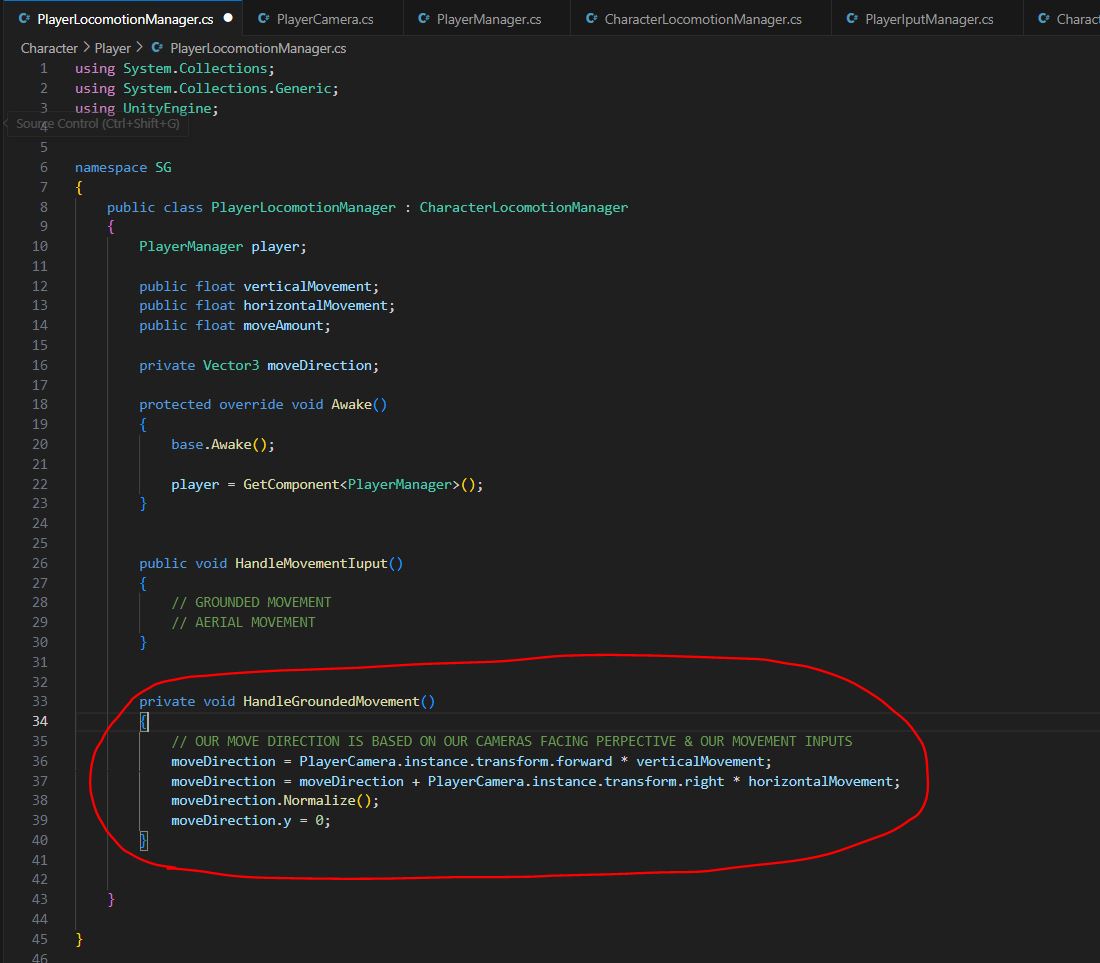 PlayerLocomotionManager.cs
PlayerCamera.cs
PlayerManager.cs
CharacterLocomotionManager.cs
PlayerIputManager.cs
Charac
Character > Player > PlayerLocomotionManager.cs
1 using System.Collections;
2 using System.Collections.Generic;
3 using UnityEngine;
4
Source Control (Ctrl+Shift+G)
5
6 namespace SG
7 {
8 public class PlayerLocomotionManager : CharacterLocomotionManager
9 {
10 PlayerManager player;
11
12 public float verticalMovement;
13 public float horizontalMovement;
14 public float moveAmount;
15
16 private Vector3 moveDirection;
17
18 protected override void Awake()
19 {
20 base.Awake();
21
22 player = GetComponent<PlayerManager>();
23 }
24
25
26 public void HandleMovementIuput()
27 {
28 // GROUNDED MOVEMENT
29 // AERIAL MOVEMENT
30 }
31
32
33 private void HandleGroundedMovement()
34 {
35 // OUR MOVE DIRECTION IS BASED ON OUR CAMERAS FACING PERPECTIVE & OUR MOVEMENT INPUTS
36 moveDirection = PlayerCamera.instance.transform.forward * verticalMovement;
37 moveDirection = moveDirection + PlayerCamera.instance.transform.right * horizontalMovement;
38 moveDirection.Normalize();
39 moveDirection.y = 0;
40 }
41
42
43 }
44
45 }
46